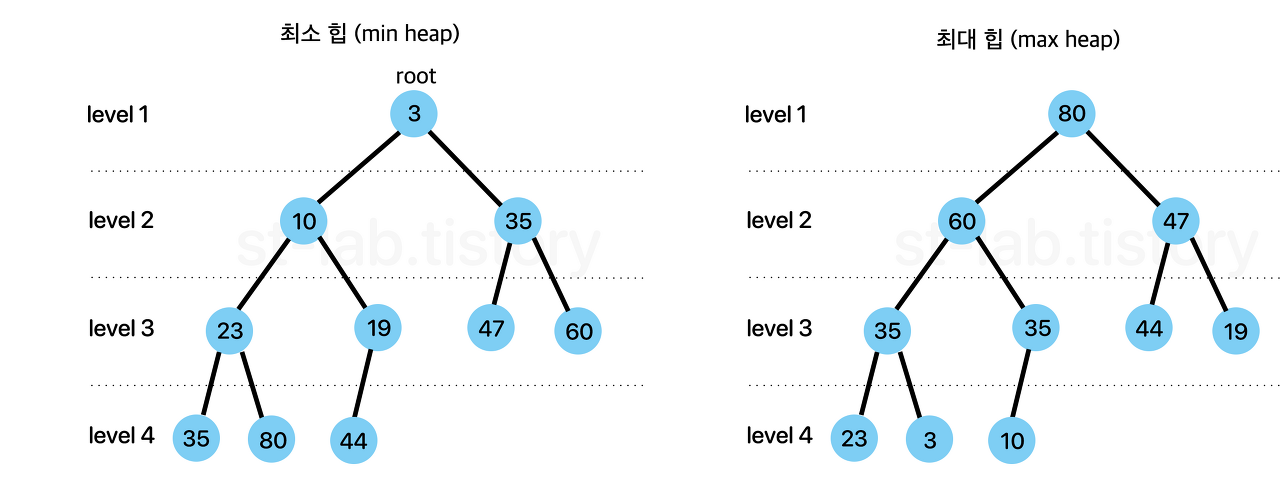 최소 힙 (min heap)
root
level 1
3
level 2
10 35
level 3
23 19 47 60
level 4
35 80 44
최대 힙 (max heap)
level 1
80
level 2
60 47
level 3
35 35 44 19
level 4
23 3 10